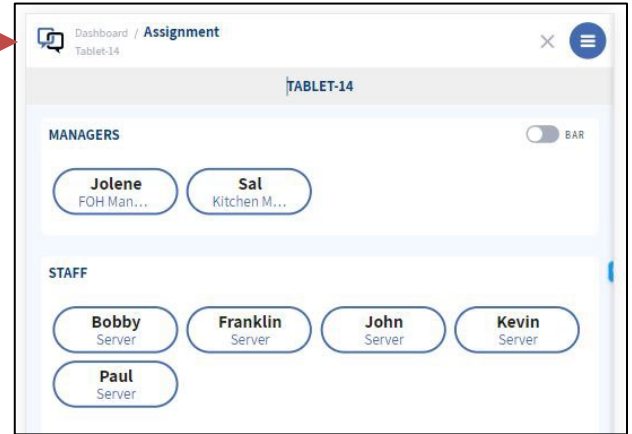 Dashboard / Assignment
Tablet-14
TABLET-14
MANAGERS
BAR
Jolene
FOH Man...
Sal
Kitchen M...
STAFF
Bobby
Server
Franklin
Server
John
Server
Kevin
Server
Paul
Server